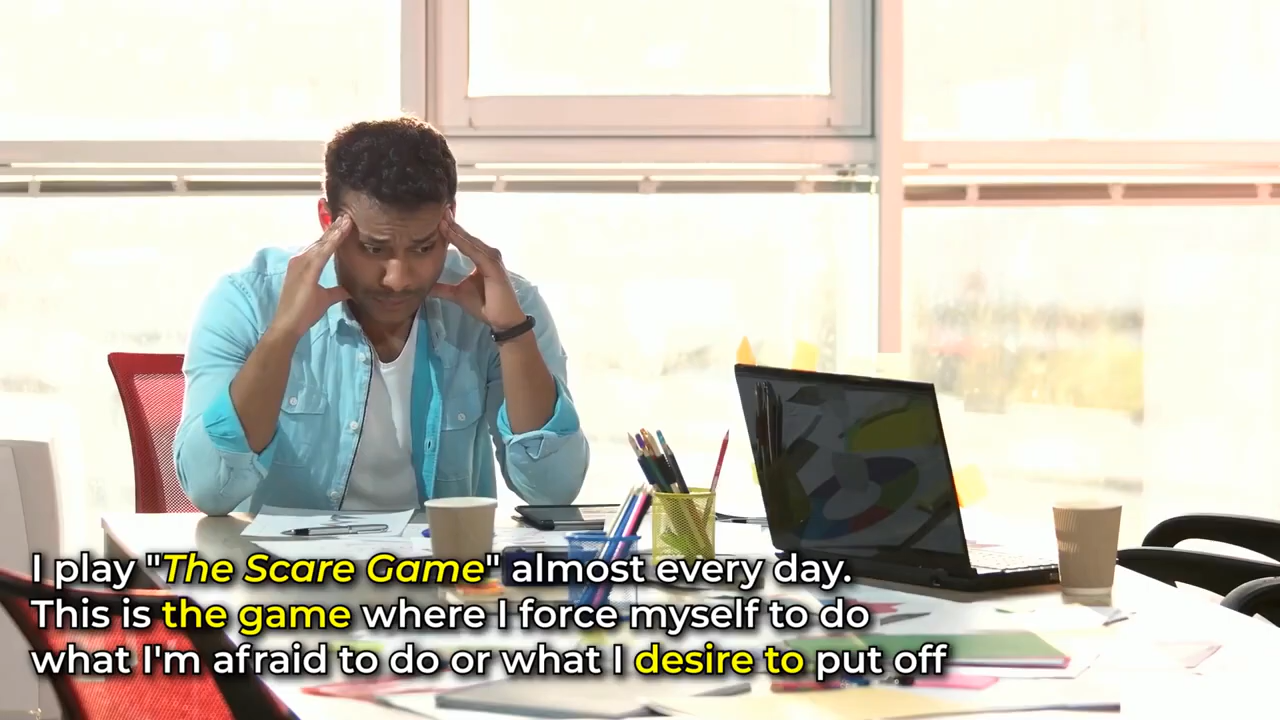 I play "The Scare Game" almost every day.
This is the game where I force myself to do
what I'm afraid to do or what I desire to put off